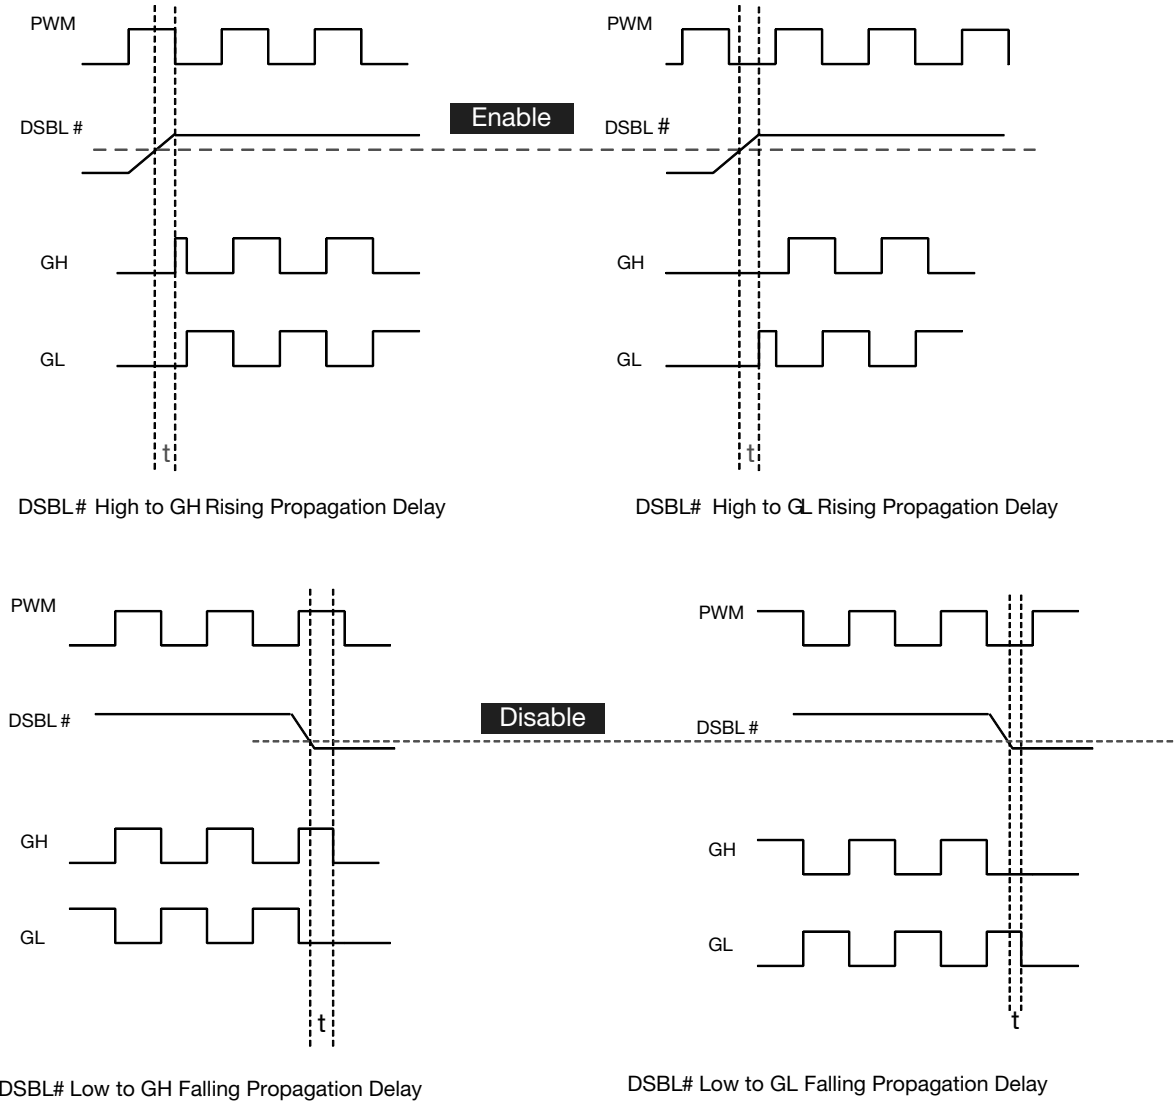 PWM
DSBL #
GH
GL
t
DSBL# High to GH Rising Propagation Delay
Enable
PWM
DSBL #
GH
GL
t
DSBL# High to GL Rising Propagation Delay
PWM
DSBL #
GH
GL
t
DSBL# Low to GH Falling Propagation Delay
Disable
PWM
DSBL #
GH
GL
t
DSBL# Low to GL Falling Propagation Delay